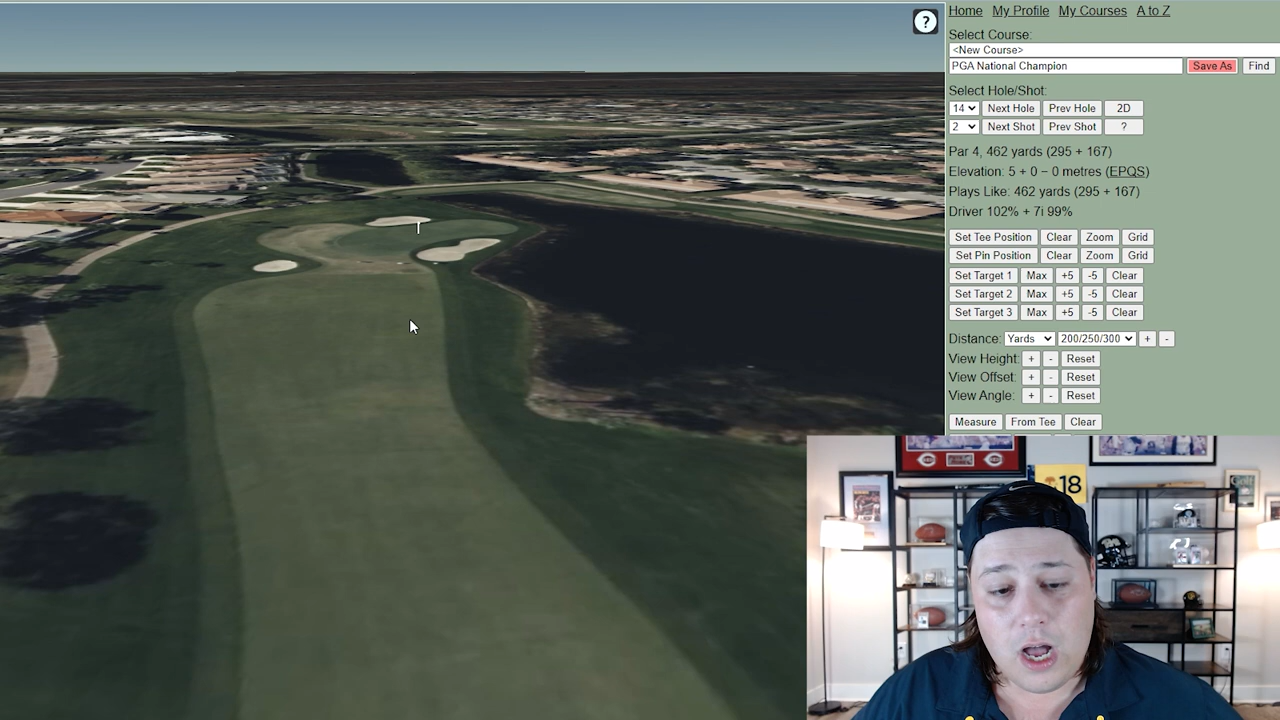 ?
Home My Profile My Courses A to Z
Select Course:
<New Course>
PGA National Champion Save As Find
Select Hole/Shot:
14 Next Hole Prev Hole 2D
2 Next Shot Prev Shot ?
Par 4, 462 yards (295 + 167)
Elevation: 5 + 0 − 0 metres (EPQS)
Plays Like: 462 yards (295 + 167)
Driver 102% + 7i 99%
Set Tee Position Clear Zoom Grid
Set Pin Position Clear Zoom Grid
Set Target 1 Max +5 -5 Clear
Set Target 2 Max +5 -5 Clear
Set Target 3 Max +5 -5 Clear
Distance: Yards 200/250/300 + -
View Height: + - Reset
View Offset: + - Reset
View Angle: + - Reset
Measure From Tee Clear
18
Golf